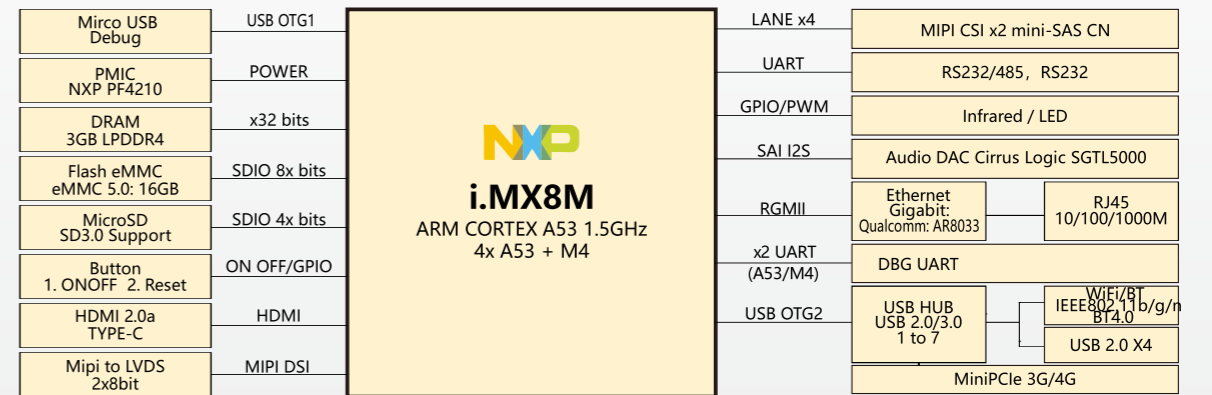 Mirco USB
Debug
USB OTG1
PMIC
NXP PF4210
POWER
DRAM
3GB LPDDR4
x32 bits
Flash eMMC
eMMC 5.0: 16GB
SDIO 8x bits
MicroSD
SD3.0 Support
SDIO 4x bits
Button
1. ONOFF  2. Reset
ON OFF/GPIO
HDMI 2.0a
TYPE-C
HDMI
Mipi to LVDS
2x8bit
MIPI DSI
NXP
i.MX8M
ARM CORTEX A53 1.5GHz
4x A53 + M4
LANE x4
MIPI CSI x2 mini-SAS CN
UART
RS232/485，RS232
GPIO/PWM
Infrared / LED
SAI I2S
Audio DAC Cirrus Logic SGTL5000
RGMII
Ethernet
Gigabit:
Qualcomm: AR8033
RJ45
10/100/1000M
x2 UART
(A53/M4)
DBG UART
USB OTG2
USB HUB
USB 2.0/3.0
1 to 7
WiFi/BT
IEEE802.11b/g/n
BT4.0
USB 2.0 X4
MiniPCIe 3G/4G